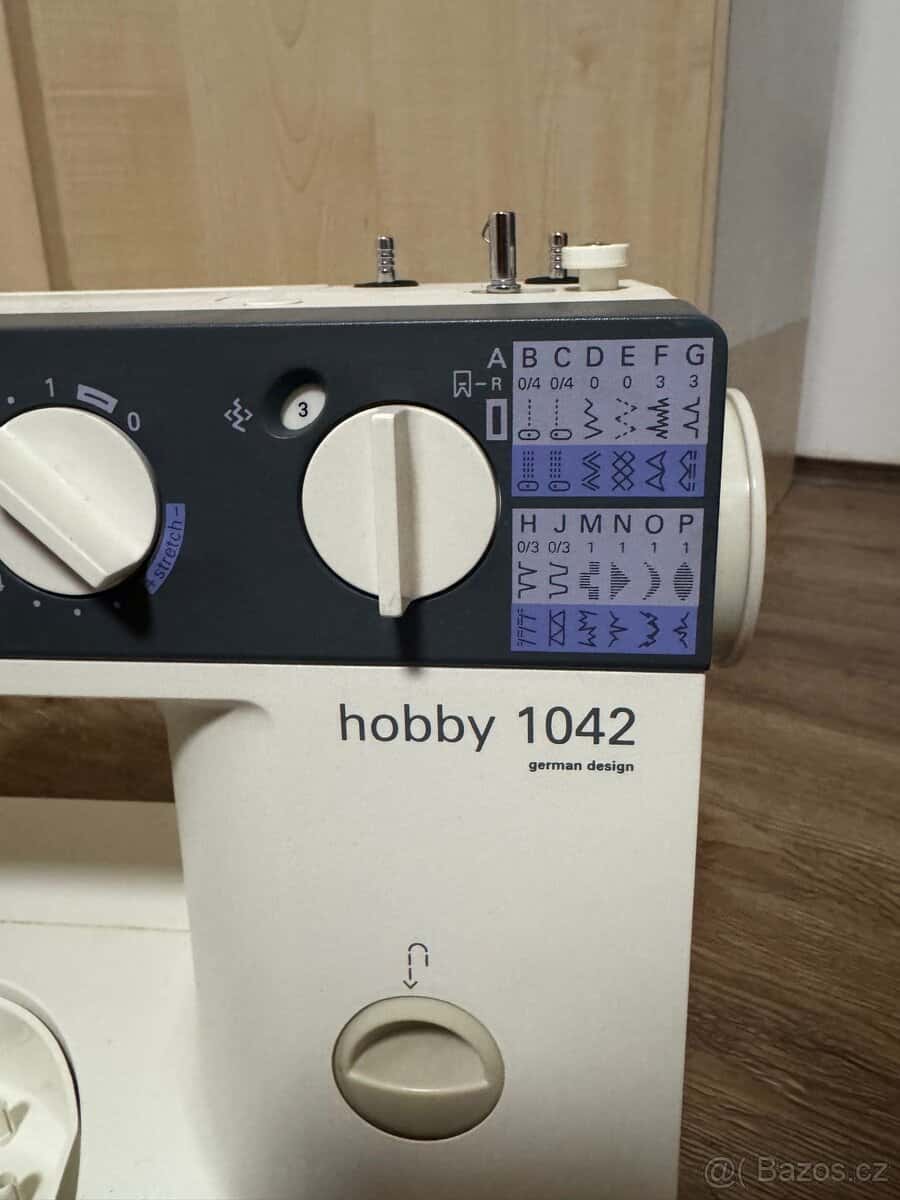 A B C D E F G
R 0/4 0/4 0 0 3 3
1 0
3
stretch
H J M N O P
0/3 0/3 1 1 1 1
hobby 1042
german design
@( Bazos.cz